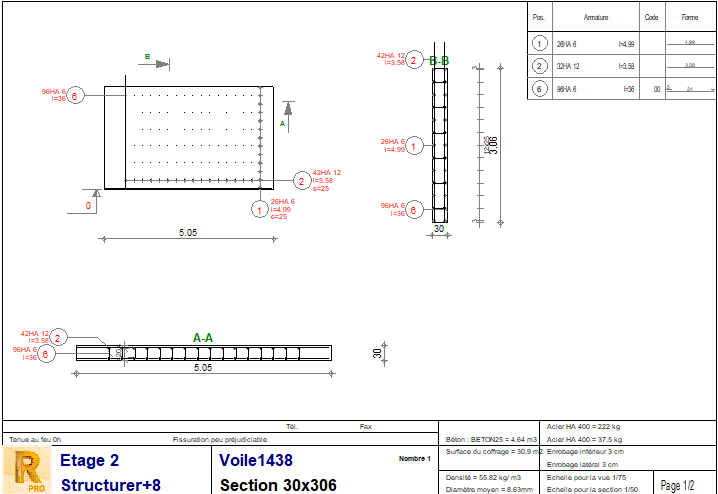 Pos. Armature Code Forme
1 26HA 6 l=4.99 4.99
2 32HA 12 l=3.58 3.58
6 96HA 6 l=36 00 24
B
96HA 6
l=36
6
A
42HA 12
l=3.58
e=25
2
0
26HA 6
l=4.99
e=25
1
5.05
42HA 12
l=3.58
2
B-B
26HA 6
l=4.99
1
96HA 6
l=36
6
3
12x25
3.06
3
30
A-A
42HA 12
l=3.58
2
96HA 6
l=36
6
5.05
30
Tél. Fax
Tenue au feu 0h Fissuration peu préjudiciable
Etage 2
Structurer+8
Voile1438
Section 30x306
Nombre 1
Béton : BETON25 = 4.64 m3
Surface du coffrage = 30.9 m2
Densité = 55.82 kg/ m3
Diamètre moyen = 8.63mm
Acier HA 400 = 222 kg
Acier HA 400 = 37.5 kg
Enrobage inférieur 3 cm
Enrobage latéral 3 cm
Echelle pour la vue 1/75
Echelle pour la section 1/50
Page 1/2
R
PRO